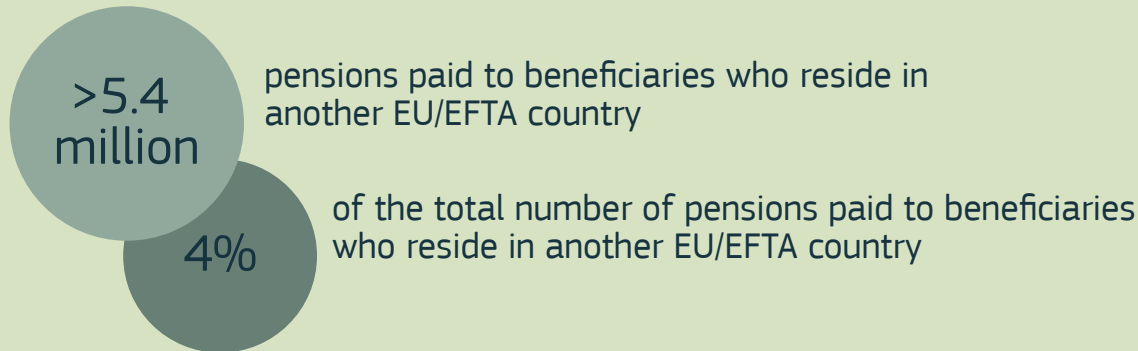 >5.4
million
pensions paid to beneficiaries who reside in
another EU/EFTA country
4%
of the total number of pensions paid to beneficiaries
who reside in another EU/EFTA country